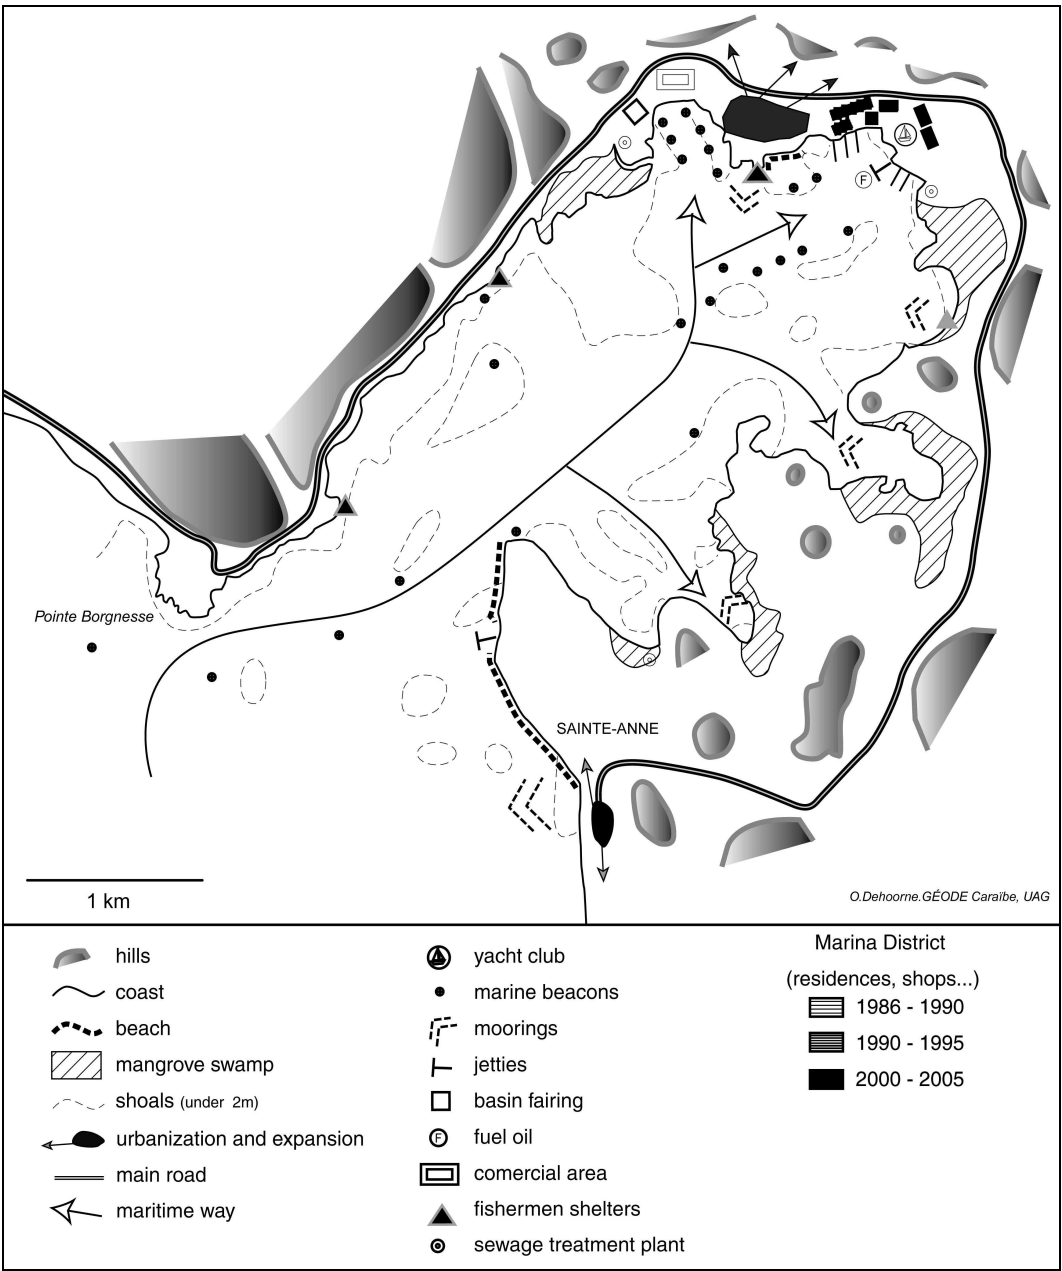 F
Pointe Borgnesse
SAINTE-ANNE
1 km
O.Dehoorne.GÉODE Caraïbe, UAG
hills
coast
beach
mangrove swamp
shoals (under 2m)
urbanization and expansion
main road
maritime way
yacht club
marine beacons
moorings
jetties
basin fairing
F fuel oil
comercial area
fishermen shelters
sewage treatment plant
Marina District
(residences, shops...)
1986 - 1990
1990 - 1995
2000 - 2005